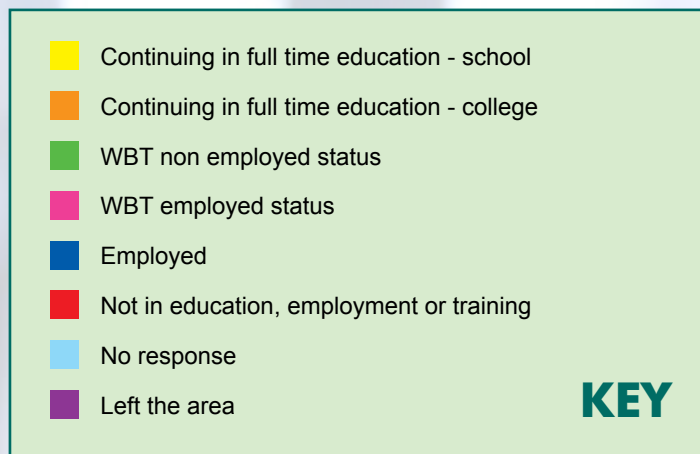 Continuing in full time education - school
Continuing in full time education - college
WBT non employed status
WBT employed status
Employed
Not in education, employment or training
No response
Left the area
KEY